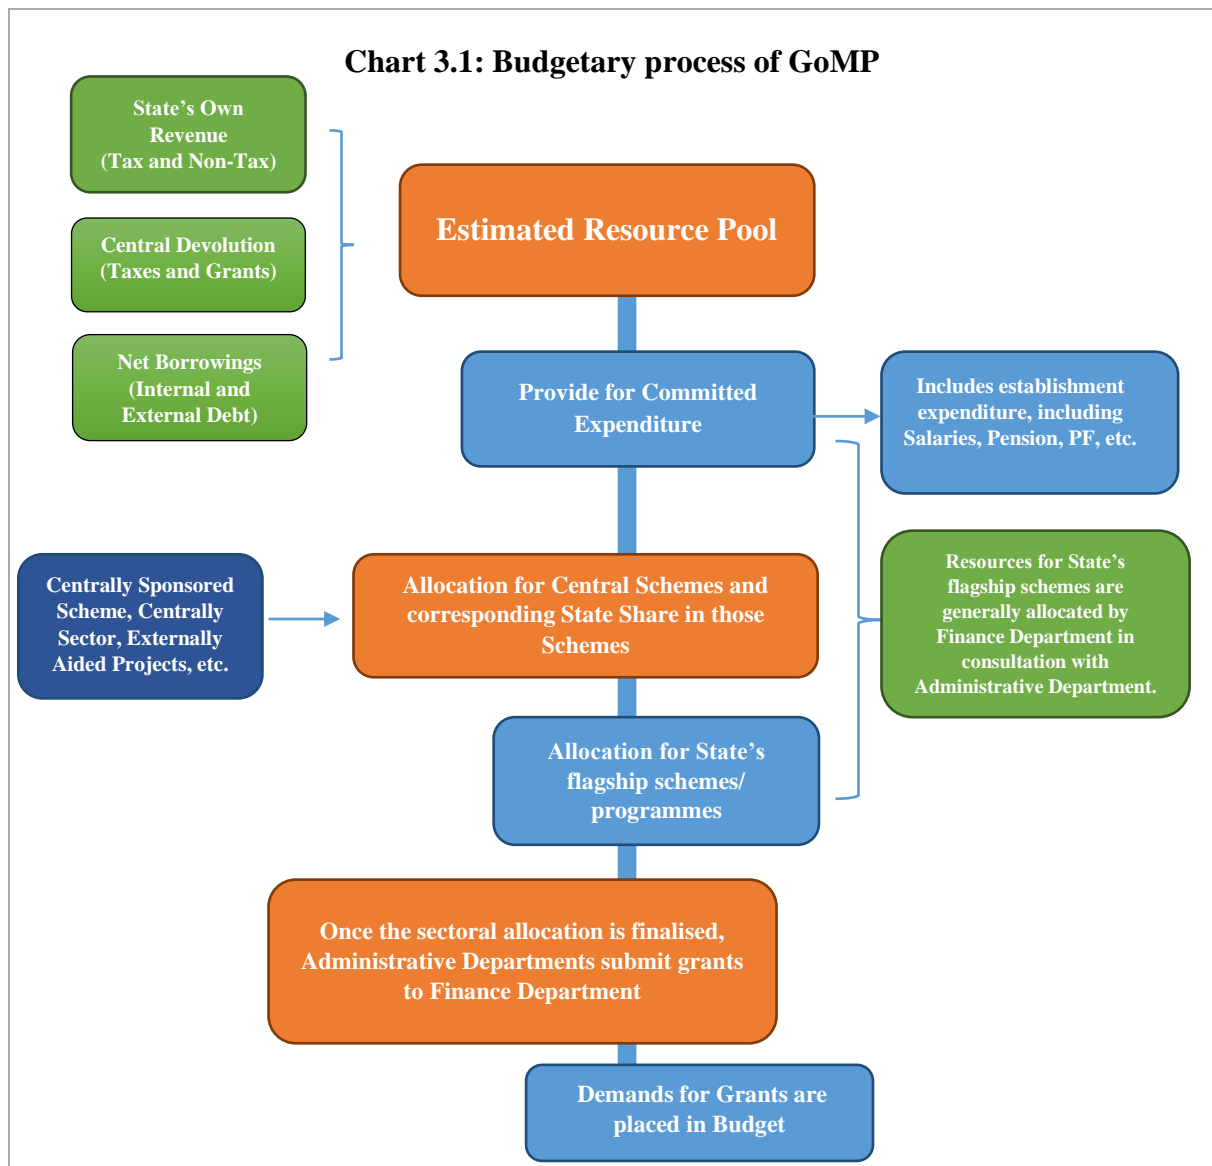 Chart 3.1: Budgetary process of GoMP
State’s Own
Revenue
(Tax and Non-Tax)
Central Devolution
(Taxes and Grants)
Net Borrowings
(Internal and
External Debt)
Estimated Resource Pool
Provide for Committed
Expenditure
Includes establishment
expenditure, including
Salaries, Pension, PF, etc.
Centrally Sponsored
Scheme, Centrally
Sector, Externally
Aided Projects, etc.
Allocation for Central Schemes and
corresponding State Share in those
Schemes
Resources for State’s
flagship schemes are
generally allocated by
Finance Department in
consultation with
Administrative Department.
Allocation for State’s
flagship schemes/
programmes
Once the sectoral allocation is finalised,
Administrative Departments submit grants
to Finance Department
Demands for Grants are
placed in Budget